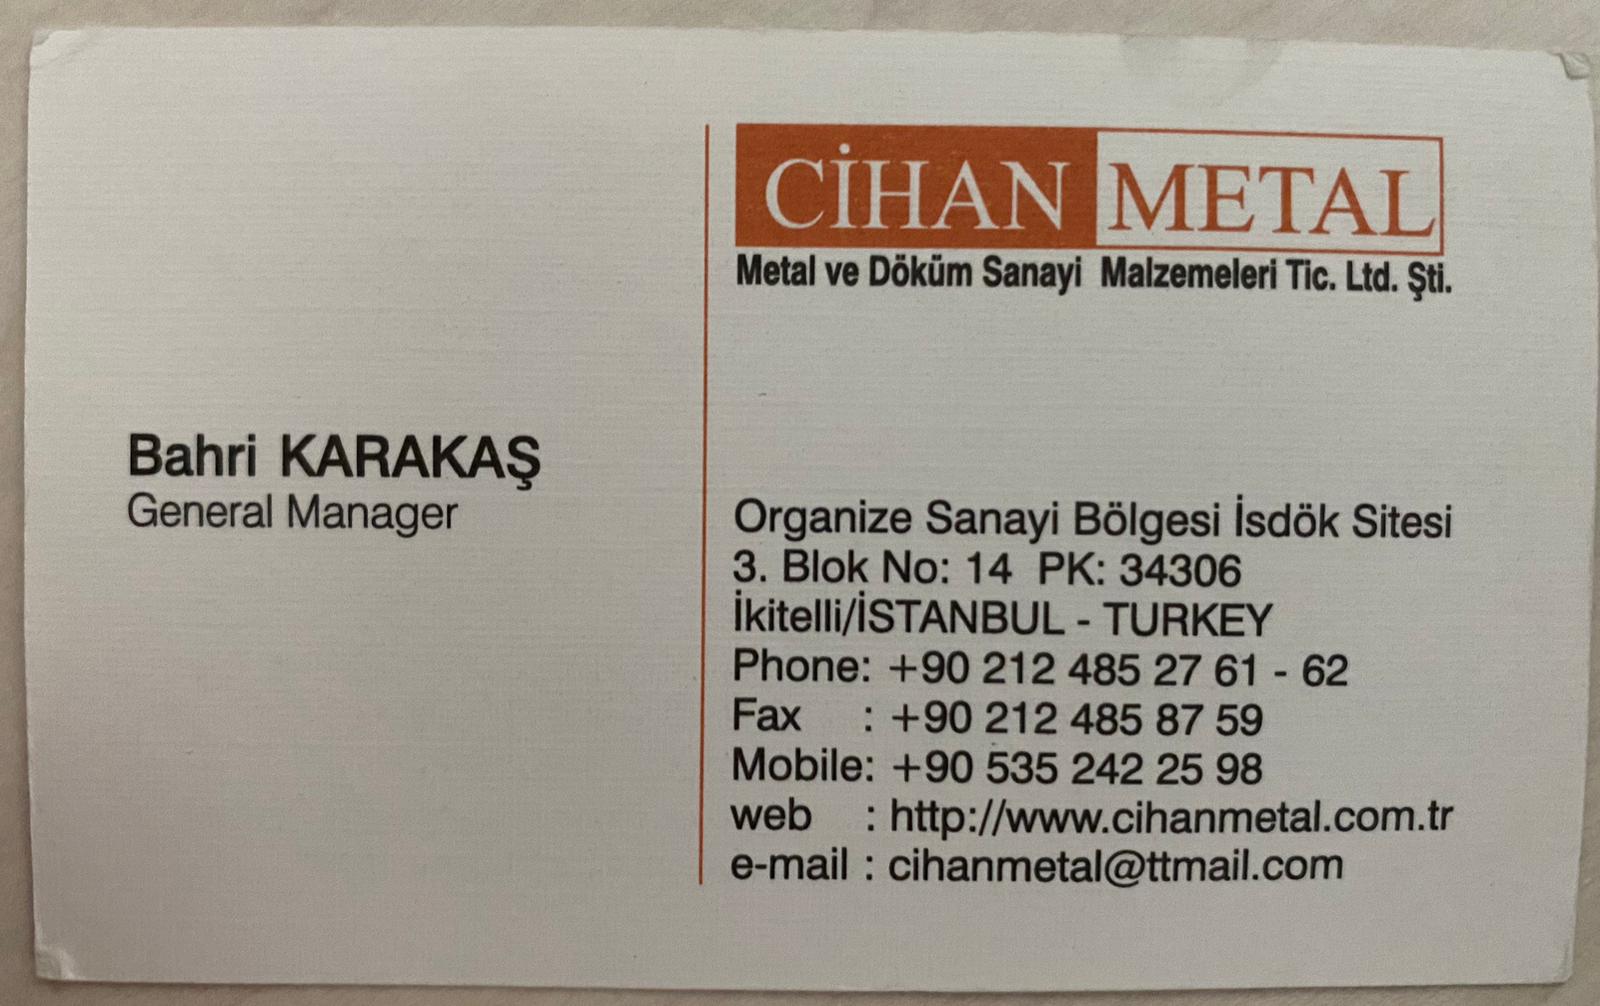 CİHAN METAL
Metal ve Döküm Sanayi Malzemeleri Tic. Ltd. Şti.
Bahri KARAKAŞ
General Manager
Organize Sanayi Bölgesi İsdök Sitesi
3. Blok No: 14 PK: 34306
İkitelli/İSTANBUL - TURKEY
Phone: +90 212 485 27 61 - 62
Fax : +90 212 485 87 59
Mobile: +90 535 242 25 98
web : http://www.cihanmetal.com.tr
e-mail : cihanmetal@ttmail.com